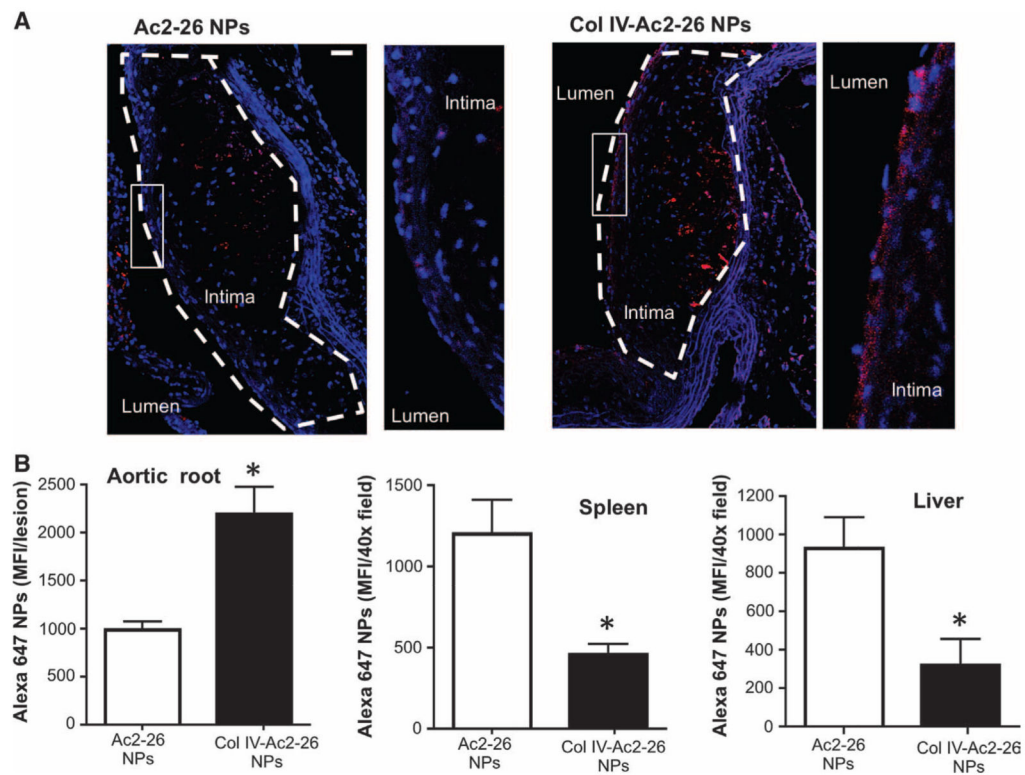 A
Ac2-26 NPs
Col IV-Ac2-26 NPs
Intima
Lumen
Intima
Lumen
Lumen
Lumen
Intima
Lumen
Intima
B
Aortic root
Alexa 647 NPs (MFI/lesion)
2500
2000
1500
1000
500
0
*
Ac2-26
NPs
Col IV-Ac2-26
NPs
Spleen
Alexa 647 NPs (MFI/40x field)
1500
1000
500
0
*
Ac2-26
NPs
Col IV-Ac2-26
NPs
Liver
Alexa 647 NPs (MFI/40x field)
1200
1000
800
600
400
200
0
*
Ac2-26
NPs
Col IV-Ac2-26
NPs